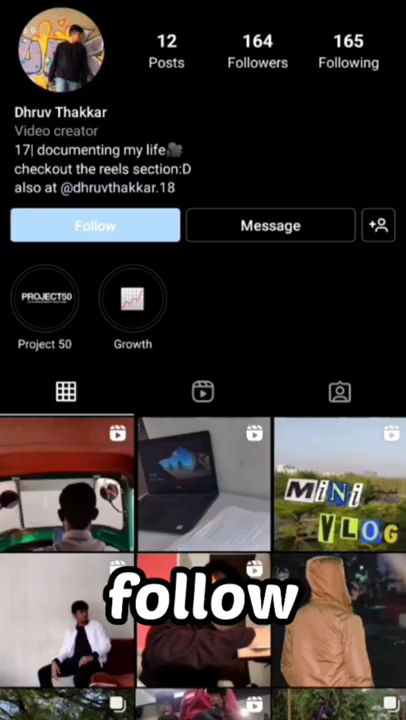 12
164
165
Posts
Followers
Following
Dhruv Thakkar
Video creator
17| documenting my life🎥
checkout the reels section:D
also at @dhruvthakkar.18
Follow
Message
PROJECT50
Project 50
Growth
MiNi
VLOG
follow